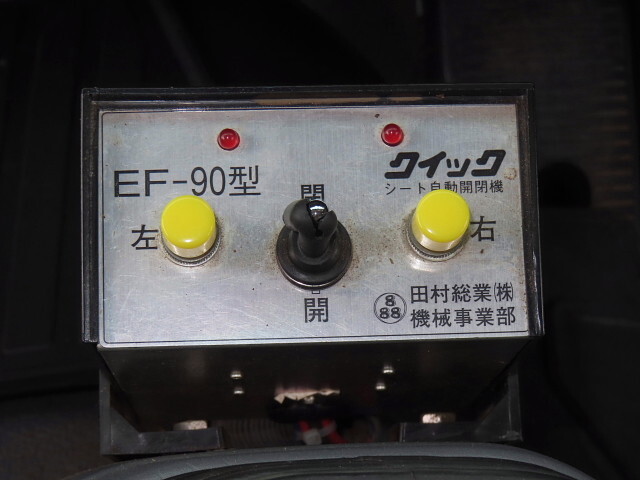 EF-90型
クイック
シート自動開閉機
左
右
開
8
88
田村総業(株)
機械事業部